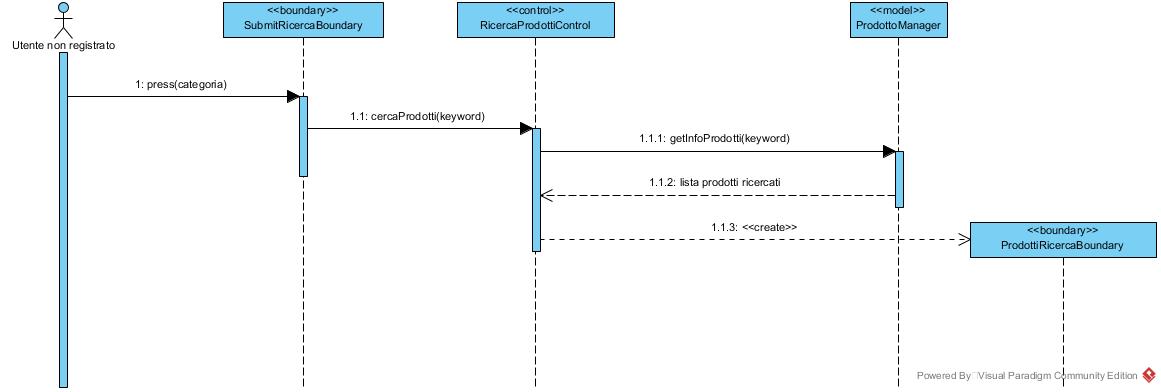 <<boundary>>
SubmitRicercaBoundary
<<control>>
RicercaProdottiControl
<<model>>
ProdottoManager
Utente non registrato
1: press(categoria)
1.1: cercaProdotti(keyword)
1.1.1: getInfoProdotti(keyword)
1.1.2: lista prodotti ricercati
1.1.3: <<create>>
<<boundary>>
ProdottiRicercaBoundary
Powered By Visual Paradigm Community Edition